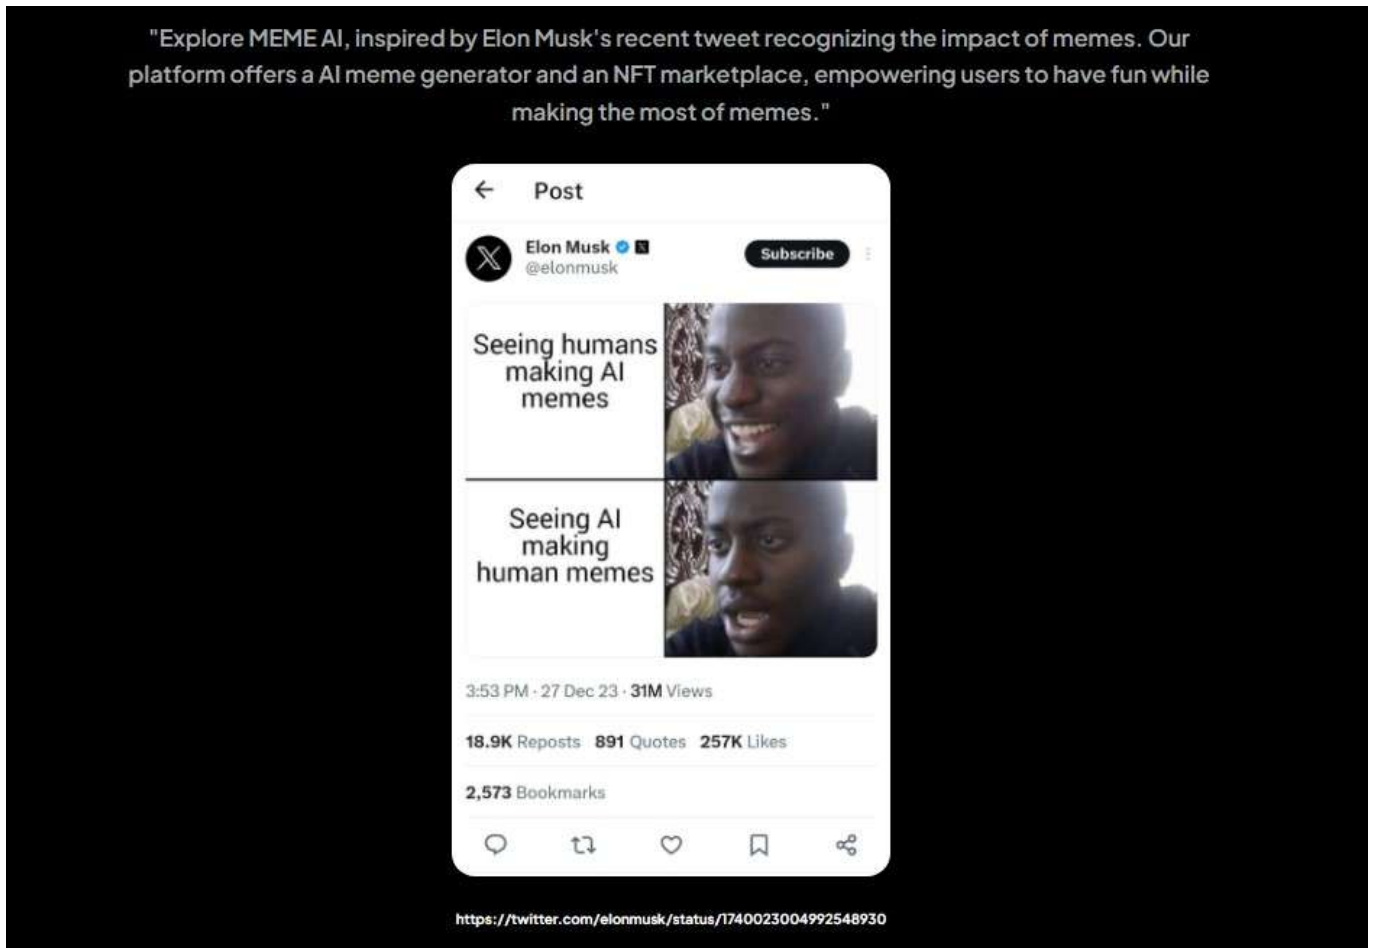 "Explore MEME AI, inspired by Elon Musk's recent tweet recognizing the impact of memes. Our
platform offers a AI meme generator and an NFT marketplace, empowering users to have fun while
making the most of memes."
Post
Elon Musk
@elonmusk
Subscribe
Seeing humans
making AI
memes
Seeing AI
making
human memes
3:53 PM · 27 Dec 23 · 31M Views
18.9K Reposts 891 Quotes 257K Likes
2,573 Bookmarks
https://twitter.com/elonmusk/status/1740023004992548930